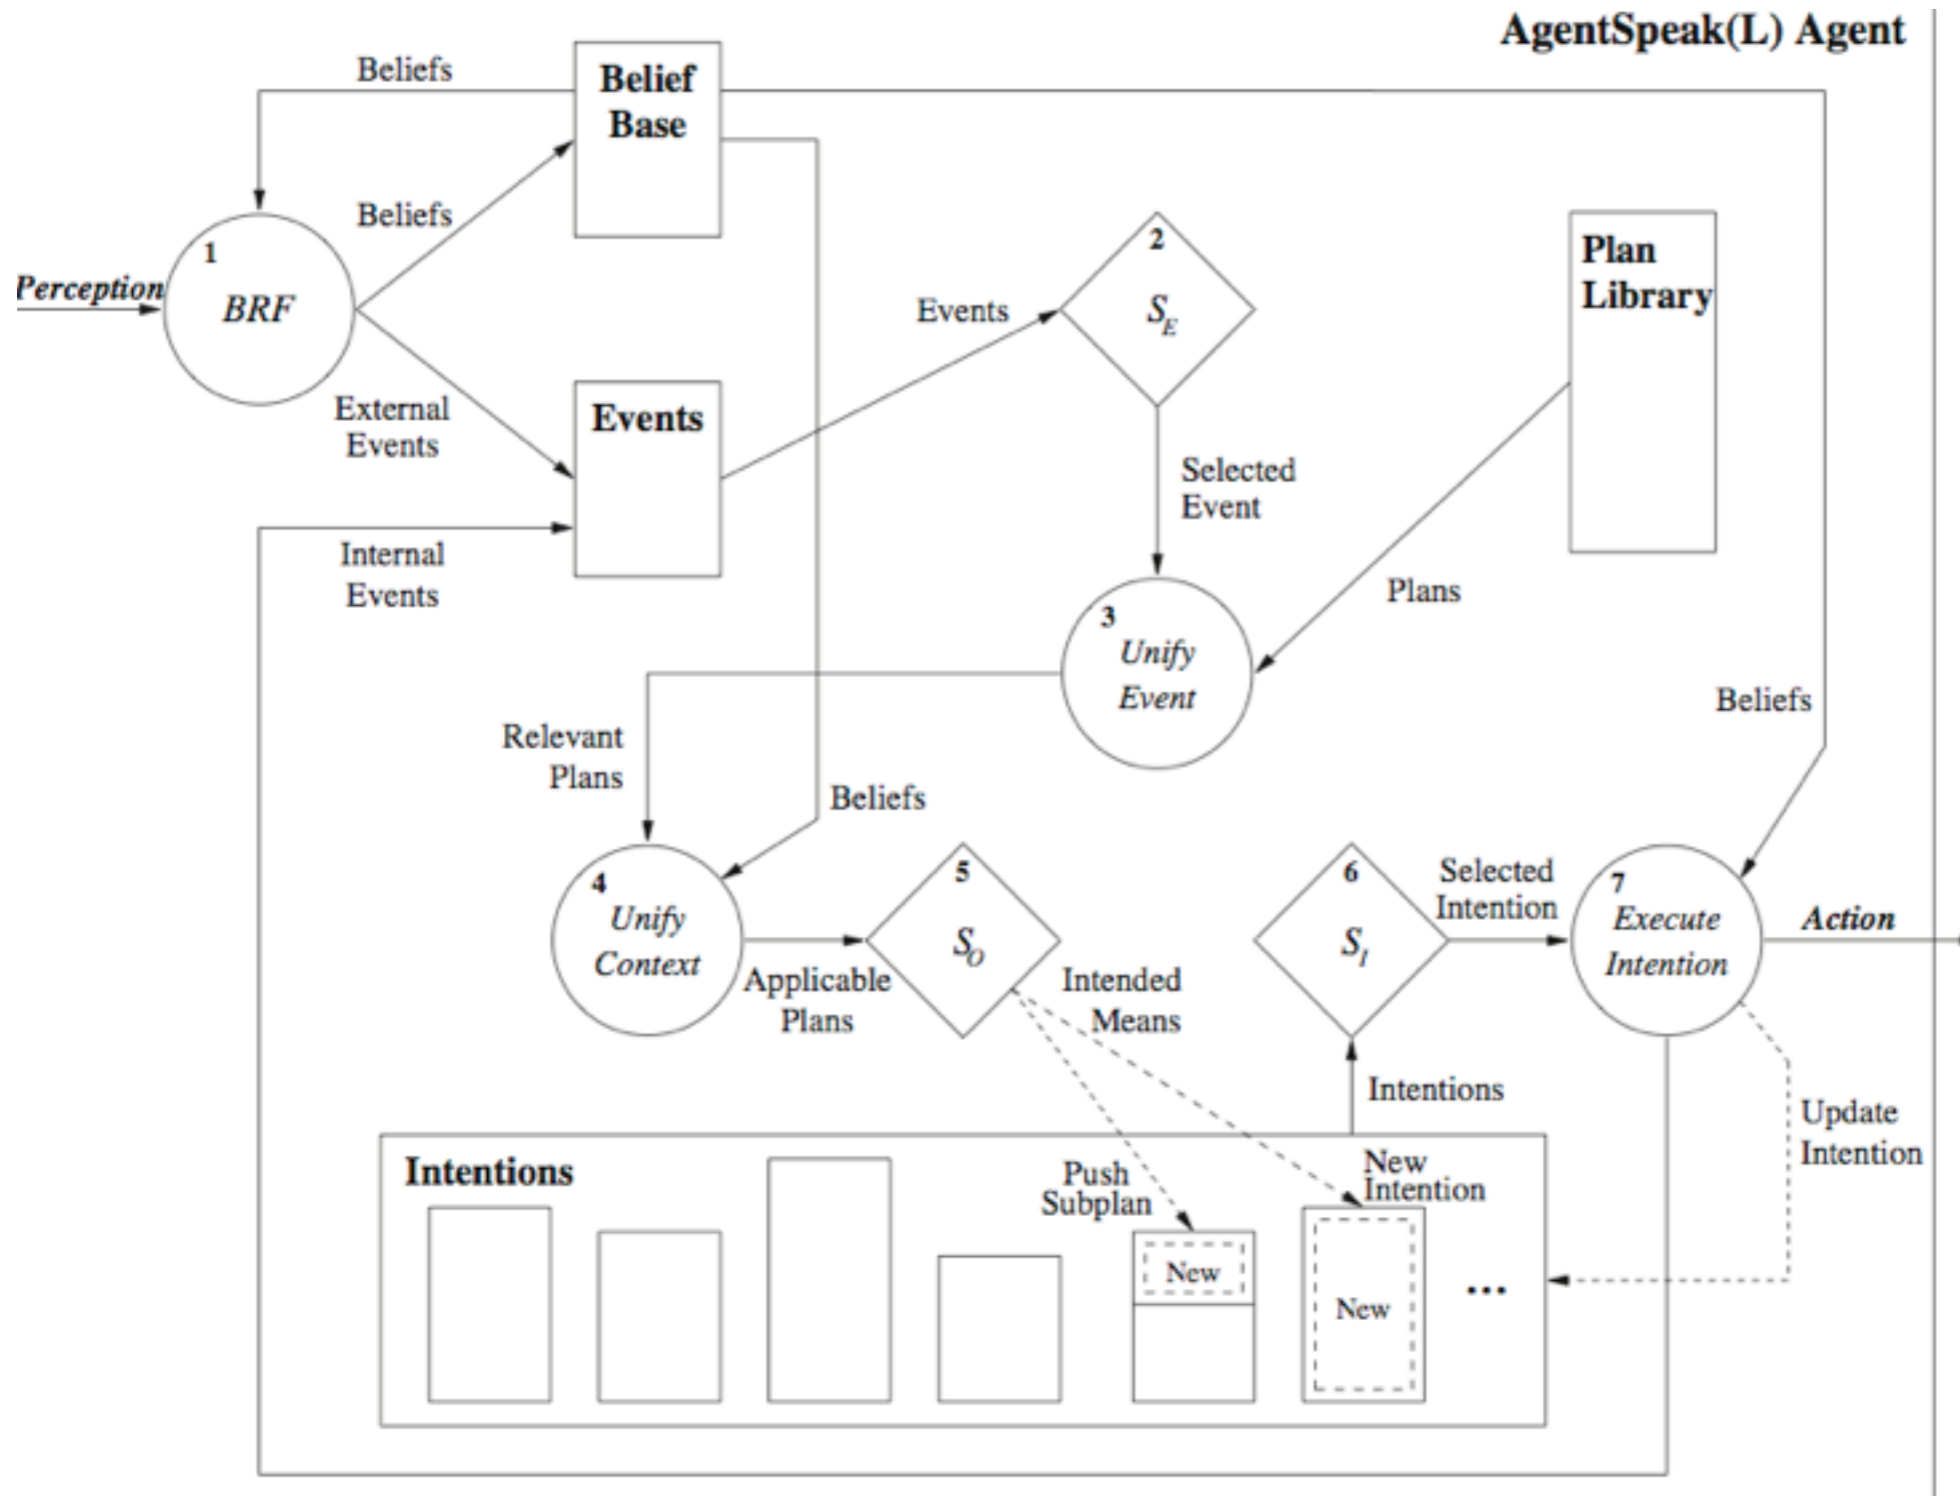 AgentSpeak(L) Agent
Beliefs
Belief
Base
Beliefs
1
BRF
Perception
External
Events
Events
Internal
Events
Events
2
S_E
Selected
Event
Plan
Library
Plans
3
Unify
Event
Relevant
Plans
Beliefs
Beliefs
4
Unify
Context
Applicable
Plans
5
S_O
Intended
Means
6
S_I
Selected
Intention
7
Execute
Intention
Action
Intentions
Update
Intention
Intentions
Push
Subplan
New
New
Intention
New
...